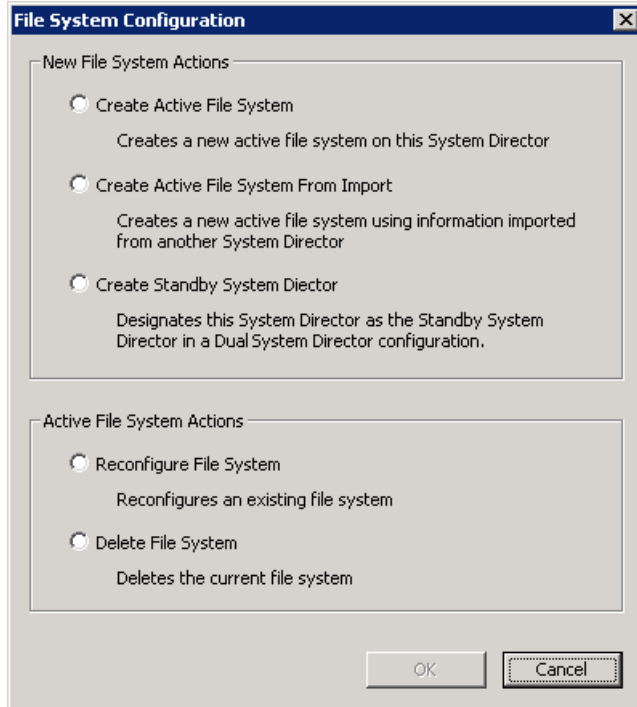 File System Configuration
New File System Actions
Create Active File System
Creates a new active file system on this System Director
Create Active File System From Import
Creates a new active file system using information imported
from another System Director
Create Standby System Diector
Designates this System Director as the Standby System
Director in a Dual System Director configuration.
Active File System Actions
Reconfigure File System
Reconfigures an existing file system
Delete File System
Deletes the current file system
OK
Cancel